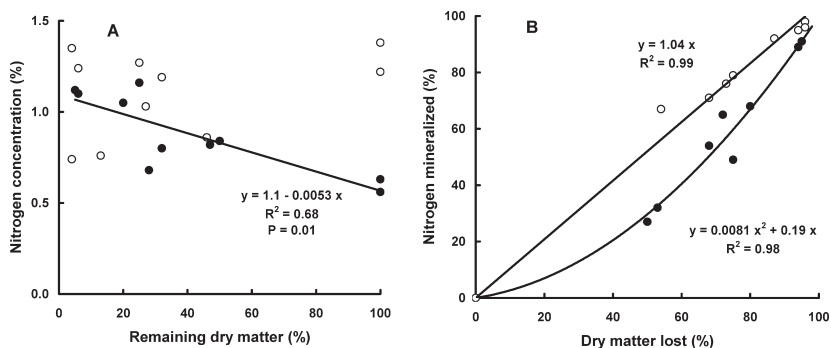 A
Nitrogen concentration (%)
1.5
1.0
0.5
0.0
y = 1.1 - 0.0053 x
R² = 0.68
P = 0.01
0 20 40 60 80 100
Remaining dry matter (%)
B
Nitrogen mineralized (%)
100
80
60
40
20
0
y = 1.04 x
R² = 0.99
y = 0.0081 x² + 0.19 x
R² = 0.98
0 20 40 60 80 100
Dry matter lost (%)